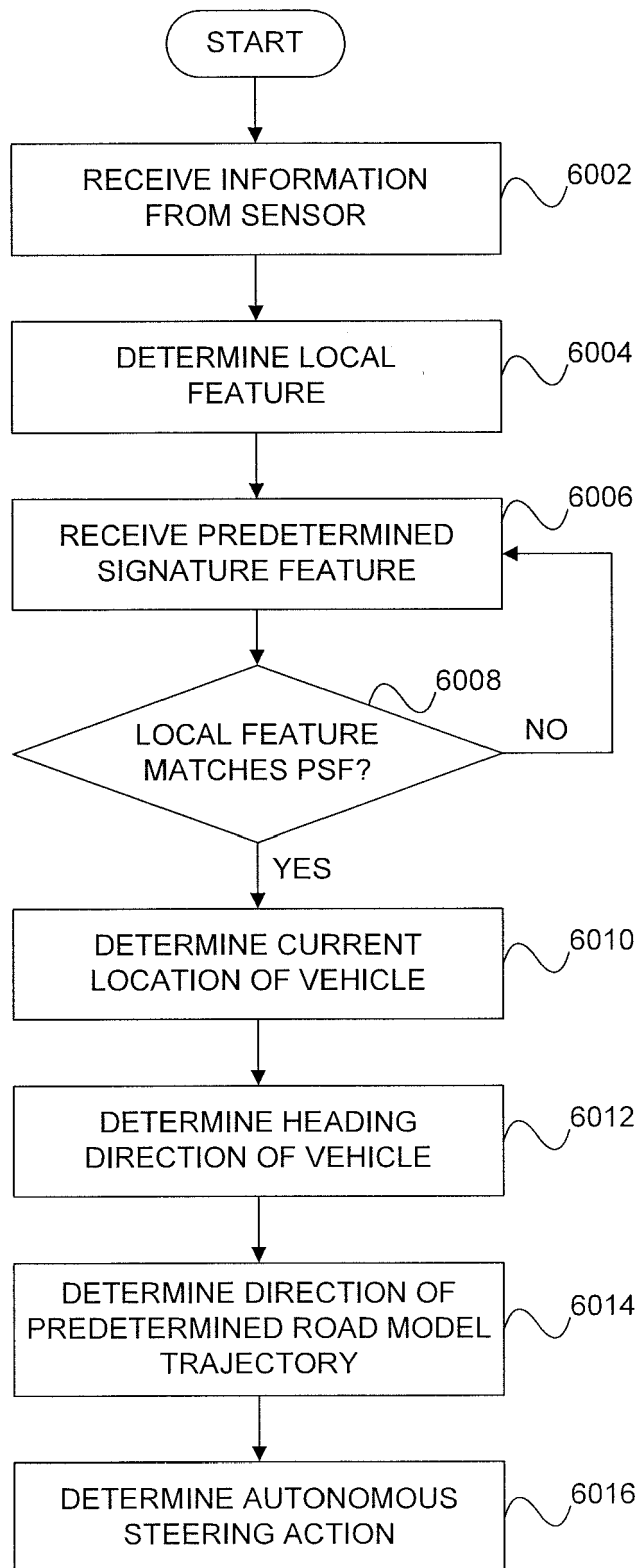 START
RECEIVE INFORMATION
FROM SENSOR
6002
DETERMINE LOCAL
FEATURE
6004
RECEIVE PREDETERMINED
SIGNATURE FEATURE
6006
6008
LOCAL FEATURE
MATCHES PSF?
NO
YES
DETERMINE CURRENT
LOCATION OF VEHICLE
6010
DETERMINE HEADING
DIRECTION OF VEHICLE
6012
DETERMINE DIRECTION OF
PREDETERMINED ROAD MODEL
TRAJECTORY
6014
DETERMINE AUTONOMOUS
STEERING ACTION
6016